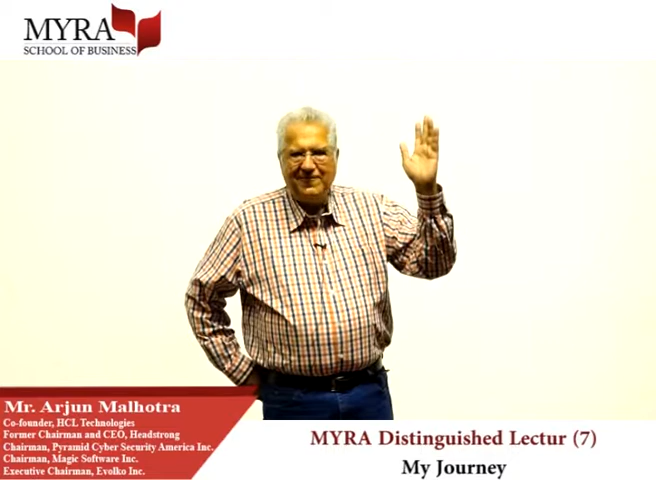 MYRA
SCHOOL OF BUSINESS
Mr. Arjun Malhotra
Co-founder, HCL Technologies
Former Chairman and CEO, Headstrong
Chairman, Pyramid Cyber Security America Inc.
Chairman, Magic Software Inc.
Executive Chairman, Evolko Inc.
MYRA Distinguished Lectur (7)
My Journey